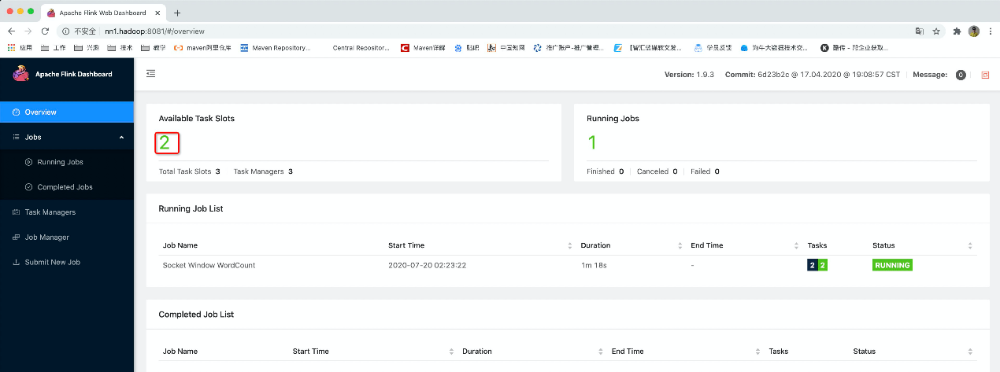 Apache Flink Web Dashboard
不安全 nn1.hadoop:8081/#/overview
应用 工作 兴趣 技术 教学 maven阿里仓库 Maven Repository... Central Repositor... Maven详解 贴吧 中国知网 推广账户-推广管理... 【智汇蓝媒软文发... 学员反馈 海牛大数据技术交... 酷传 - 帮企业获取...
Apache Flink Dashboard
Version: 1.9.3 Commit: 6d23b2c @ 17.04.2020 @ 19:08:57 CST Message: 0
Overview
Jobs
Running Jobs
Completed Jobs
Task Managers
Job Manager
Submit New Job
Available Task Slots
2
Total Task Slots 3 Task Managers 3
Running Jobs
1
Finished 0 Canceled 0 Failed 0
Running Job List
Job Name Start Time Duration End Time Tasks Status
Socket Window WordCount 2020-07-20 02:23:22 1m 18s - 2 2 RUNNING
Completed Job List
Job Name Start Time Duration End Time Tasks Status